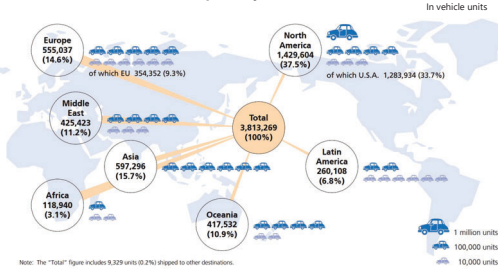 In vehicle units
Europe
555,037
(14.6%)
of which EU 354,352 (9.3%)
North
America
1,429,604
(37.5%)
of which U.S.A. 1,283,934 (33.7%)
Middle
East
425,423
(11.2%)
Total
3,813,269
(100%)
Asia
597,296
(15.7%)
Latin
America
260,108
(6.8%)
Africa
118,940
(3.1%)
Oceania
417,532
(10.9%)
1 million units
100,000 units
10,000 units
Note: The "Total" figure includes 9,329 units (0.2%) shipped to other destinations.